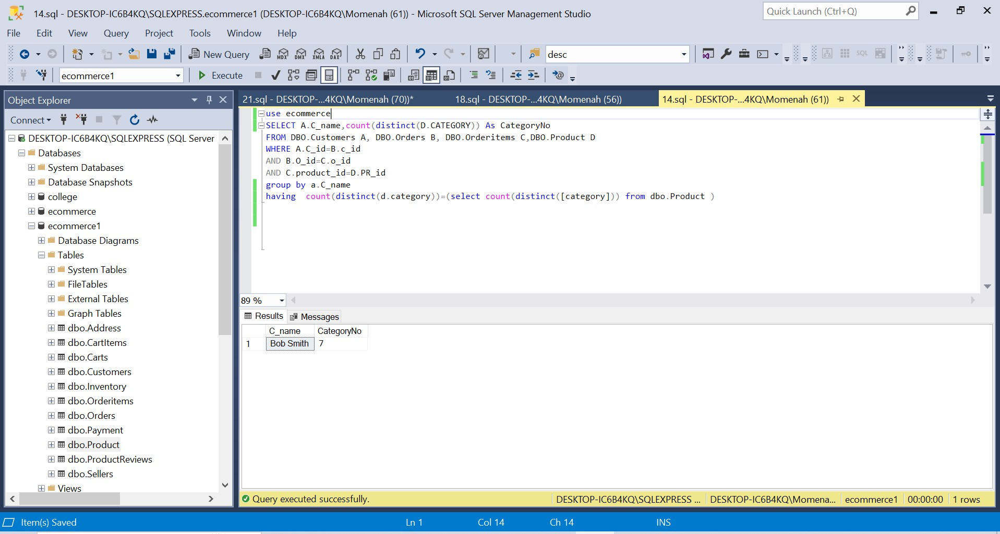 14.sql - DESKTOP-IC6B4KQ\SQLEXPRESS.ecommerce1 (DESKTOP-IC6B4KQ\Momenah (61)) - Microsoft SQL Server Management Studio
Quick Launch (Ctrl+Q)
File Edit View Query Project Tools Window Help
New Query MDX DMX XMLA DAX desc SQL
ecommerce1 Execute
Object Explorer
21.sql - DESKTOP-...4KQ\Momenah (70))* 18.sql - DESKTOP-...4KQ\Momenah (56)) 14.sql - DESKTOP-...4KQ\Momenah (61))
Connect
DESKTOP-IC6B4KQ\SQLEXPRESS (SQL Server
Databases
System Databases
Database Snapshots
college
ecommerce
ecommerce1
Database Diagrams
Tables
System Tables
FileTables
External Tables
Graph Tables
dbo.Address
dbo.CartItems
dbo.Carts
dbo.Customers
dbo.Inventory
dbo.Orderitems
dbo.Orders
dbo.Payment
dbo.Product
dbo.ProductReviews
dbo.Sellers
Views
use ecommerce
SELECT A.C_name,count(distinct(D.CATEGORY)) As CategoryNo
FROM DBO.Customers A, DBO.Orders B, DBO.Orderitems C,DBO.Product D
WHERE A.C_id=B.c_id
AND B.O_id=C.o_id
AND C.product_id=D.PR_id
group by a.C_name
having  count(distinct(d.category))=(select count(distinct([category])) from dbo.Product )
89 %
Results Messages
C_name CategoryNo
1 Bob Smith 7
Query executed successfully. DESKTOP-IC6B4KQ\SQLEXPRESS ... DESKTOP-IC6B4KQ\Momena... ecommerce1 00:00:00 1 rows
Item(s) Saved Ln 1 Col 14 Ch 14 INS